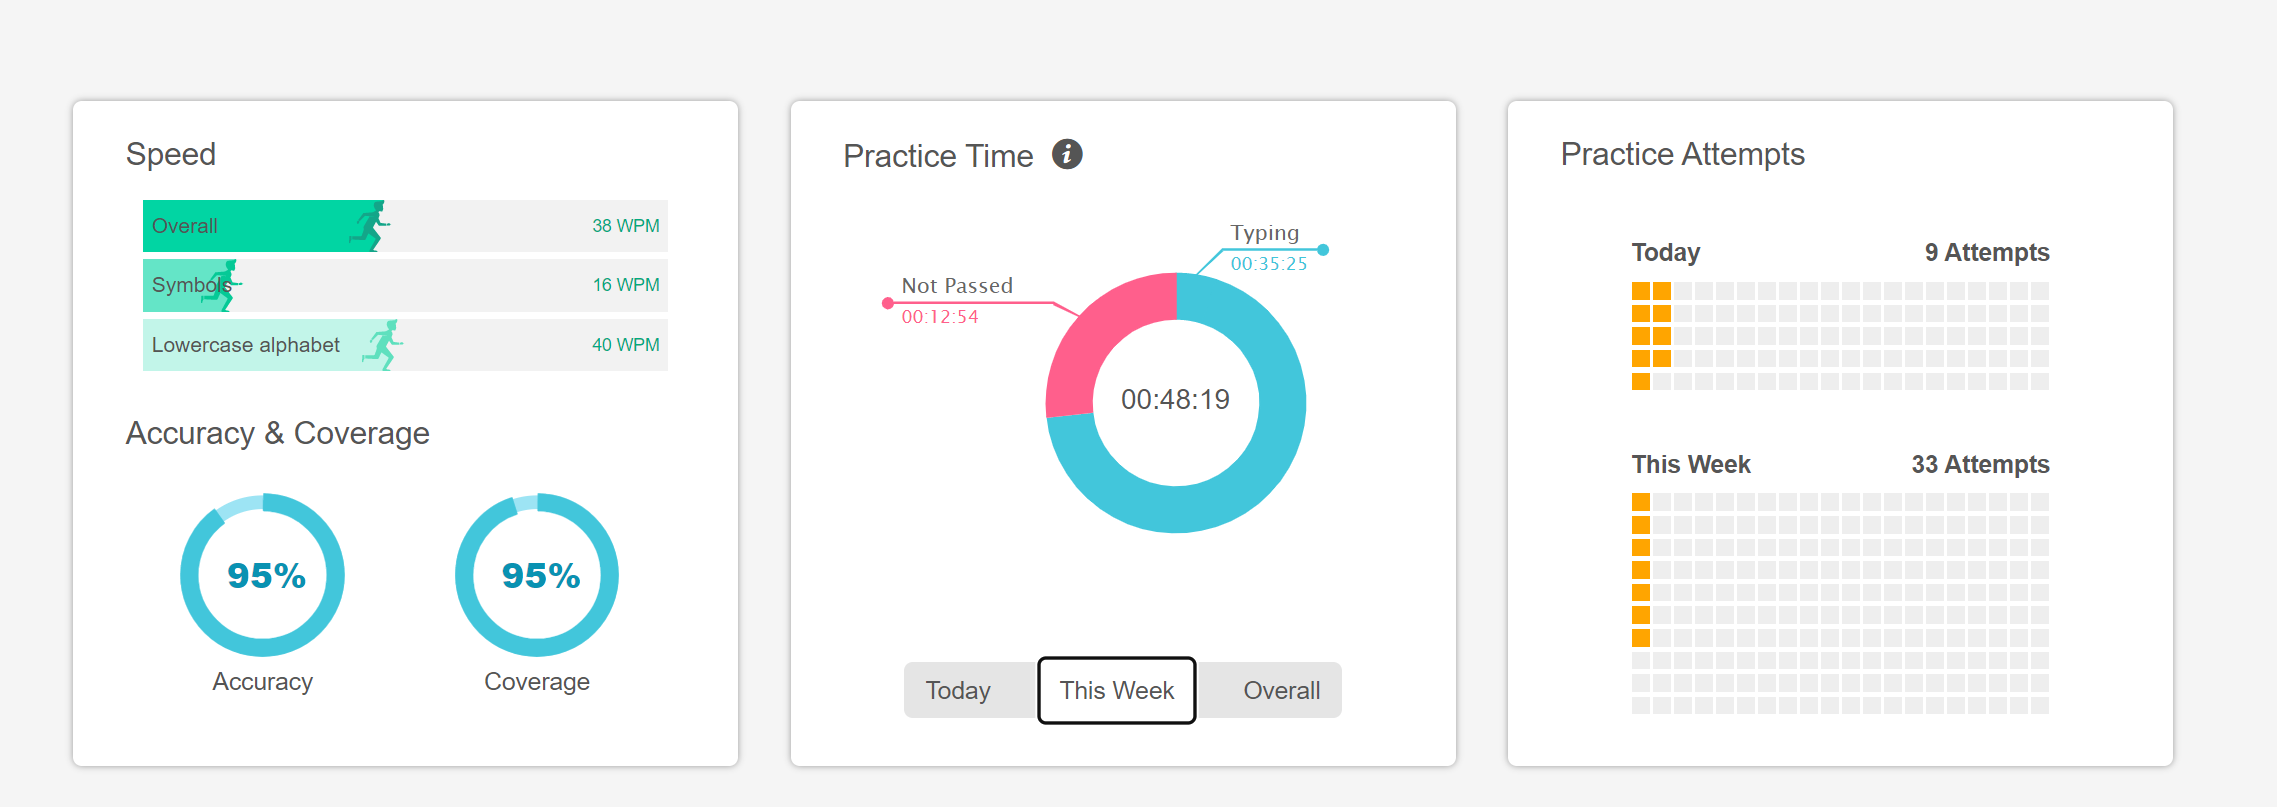 Speed
Overall 38 WPM
Symbols 16 WPM
Lowercase alphabet 40 WPM
Accuracy & Coverage
95% 95%
Accuracy Coverage
Practice Time i
Typing
00:35:25
Not Passed
00:12:54
00:48:19
Today This Week Overall
Practice Attempts
Today 9 Attempts
This Week 33 Attempts